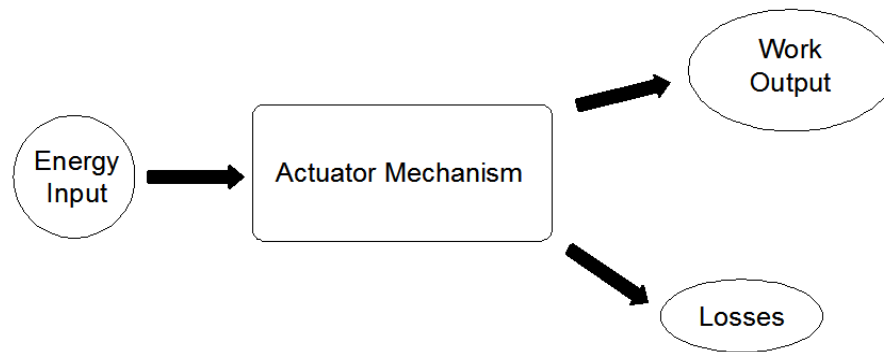 Energy
Input
Actuator Mechanism
Work
Output
Losses